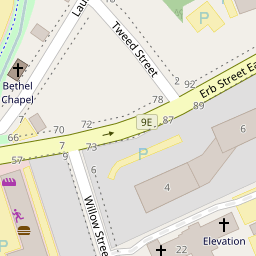 Lau
Tweed Street
P
Bethel
Chapel
2
92
78
Erb Street Ea
89
72
9E
87
70
66
7
57
9
73
P
6
4
Willow Stree
22
P
Elevation